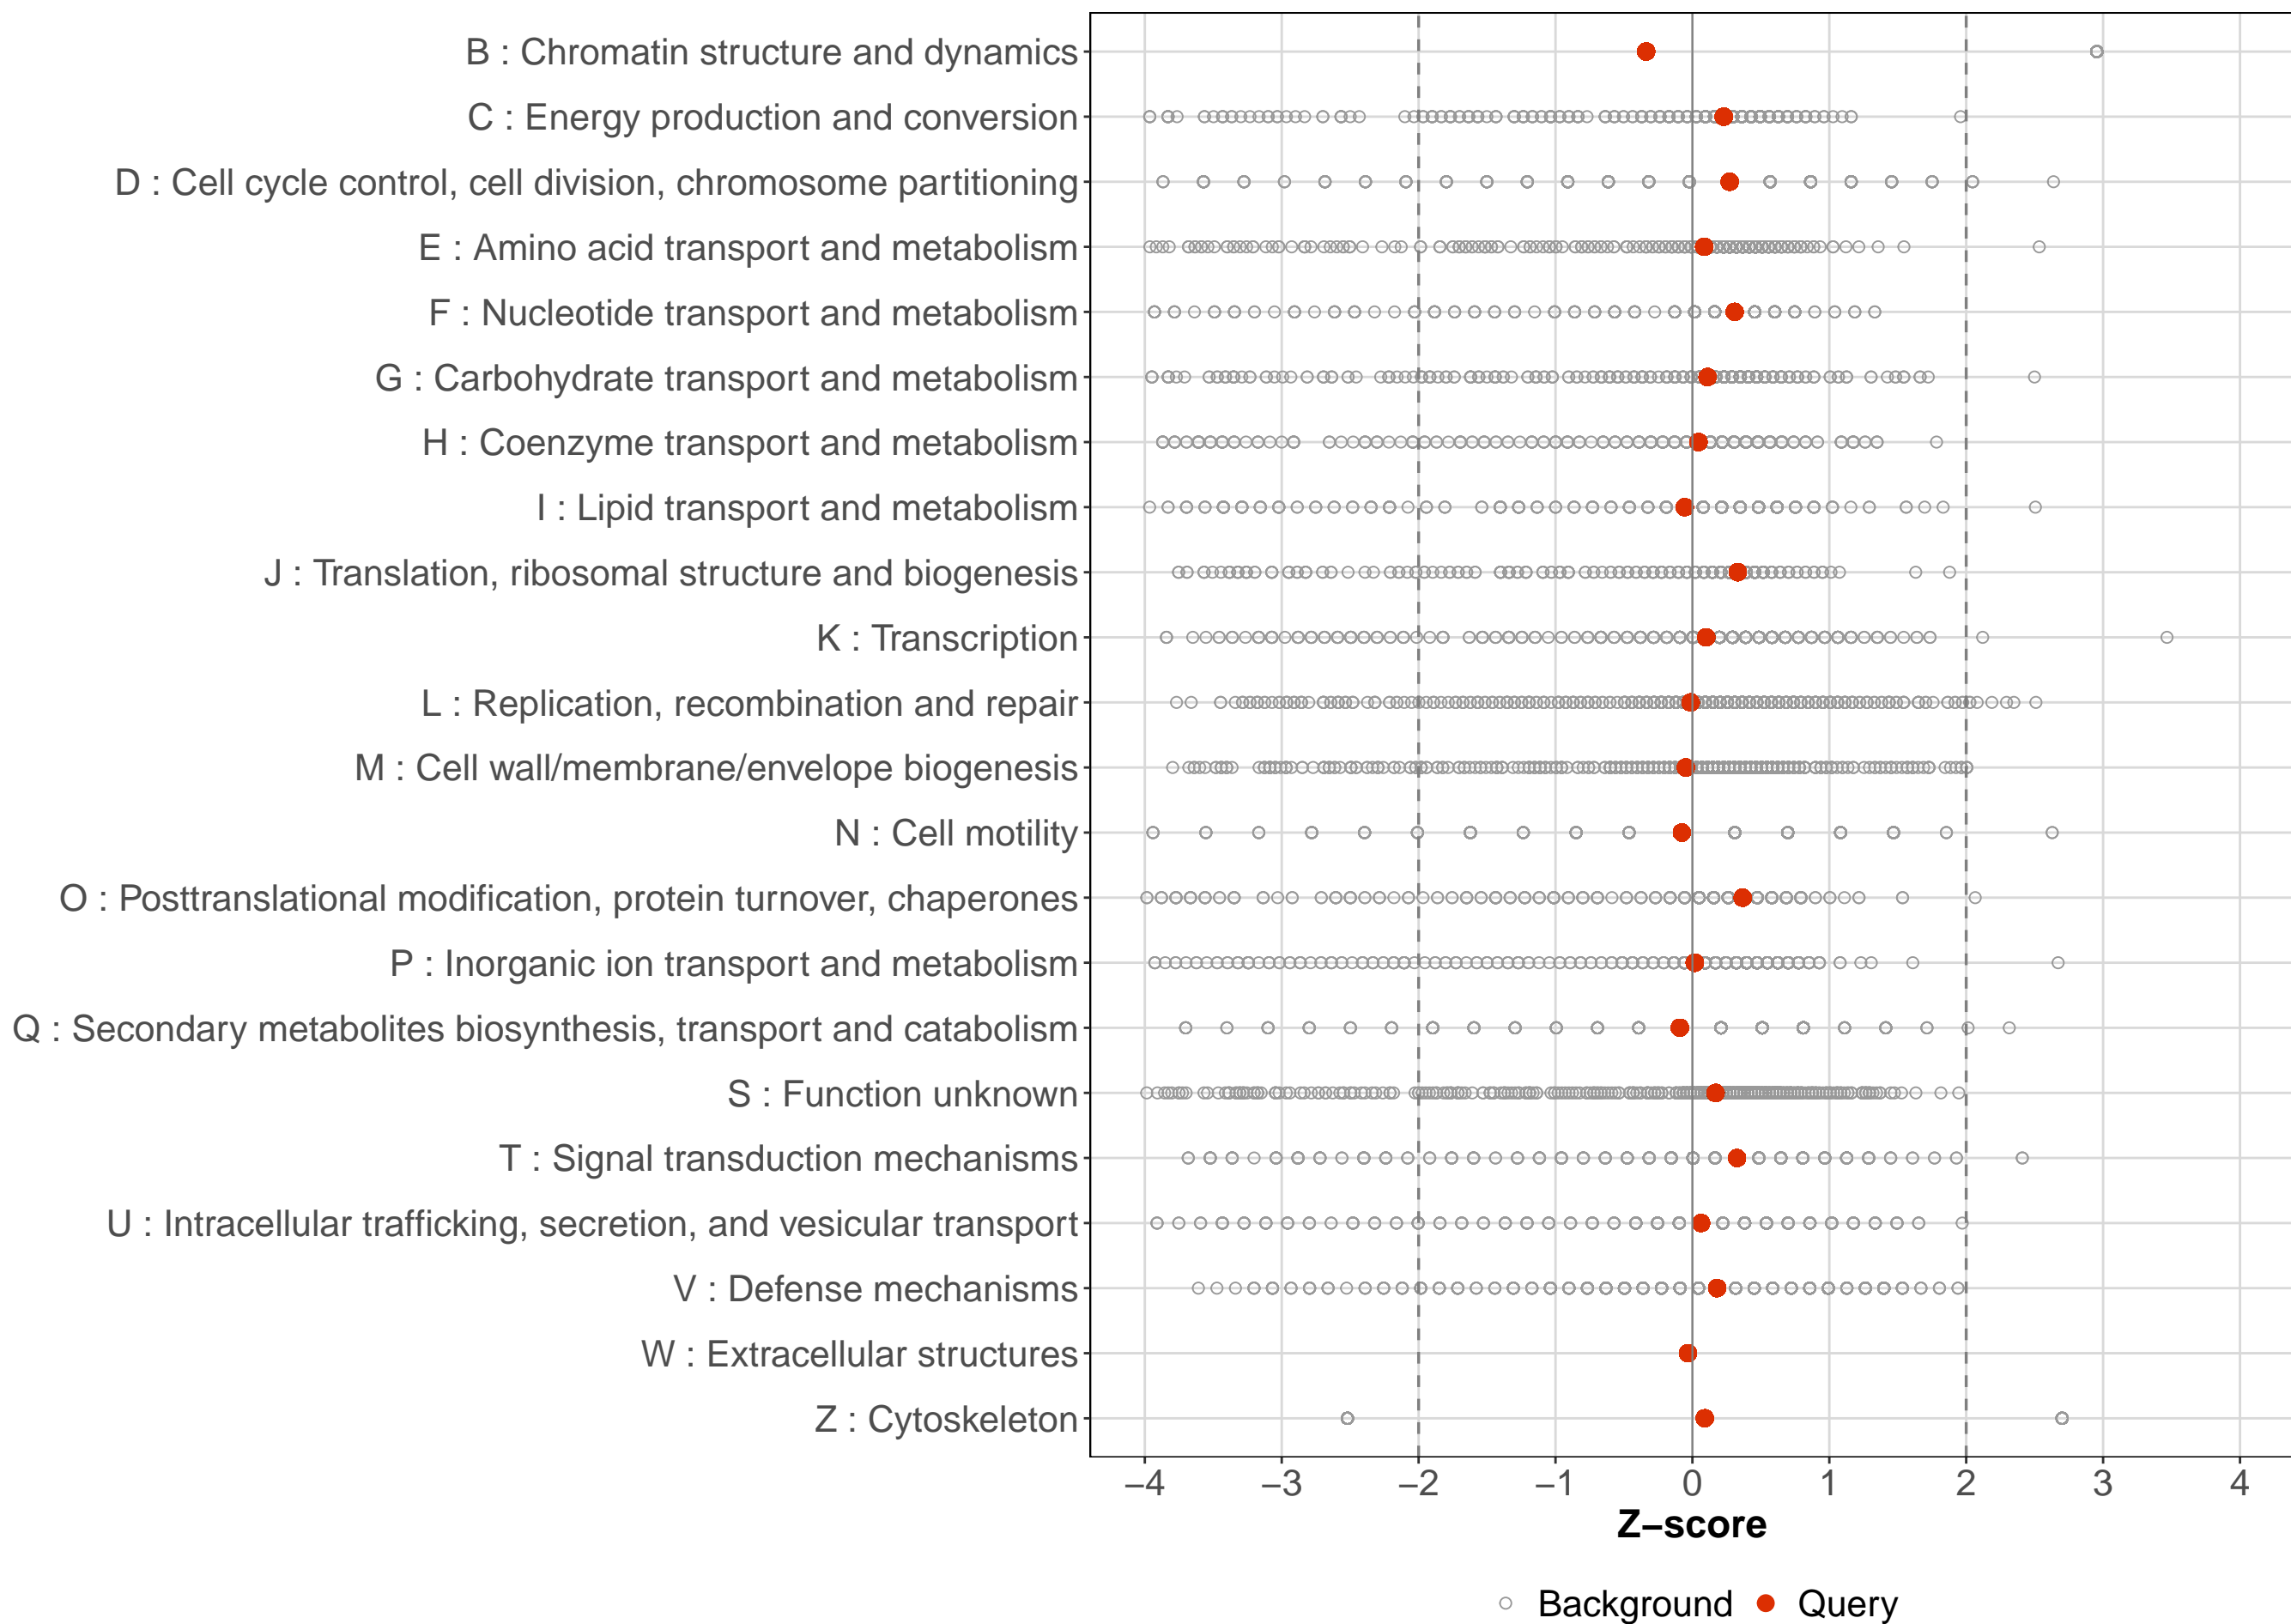 B : Chromatin structure and dynamics
C : Energy production and conversion
D : Cell cycle control, cell division, chromosome partitioning
E : Amino acid transport and metabolism
F : Nucleotide transport and metabolism
G : Carbohydrate transport and metabolism
H : Coenzyme transport and metabolism
I : Lipid transport and metabolism
J : Translation, ribosomal structure and biogenesis
K : Transcription
L : Replication, recombination and repair
M : Cell wall/membrane/envelope biogenesis
N : Cell motility
O : Posttranslational modification, protein turnover, chaperones
P : Inorganic ion transport and metabolism
Q : Secondary metabolites biosynthesis, transport and catabolism
S : Function unknown
T : Signal transduction mechanisms
U : Intracellular trafficking, secretion, and vesicular transport
V : Defense mechanisms
W : Extracellular structures
Z : Cytoskeleton
−4 −3 −2 −1 0 1 2 3 4
Z−score
Background Query